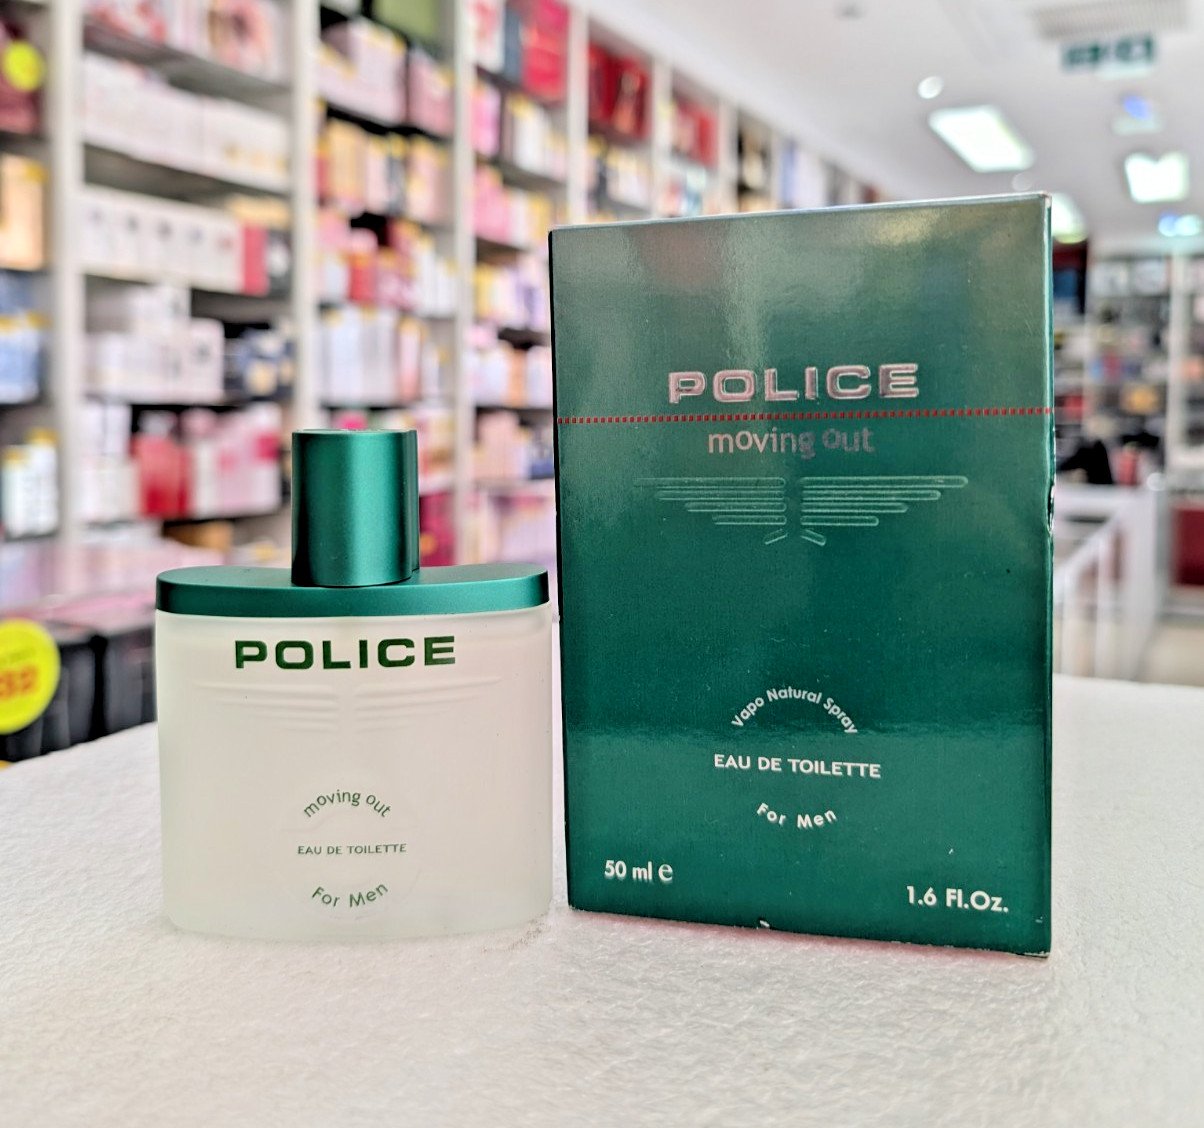 POLICE
moving out
EAU DE TOILETTE
For Men
POLICE
moving out
Vapo Natural Spray
EAU DE TOILETTE
For Men
50 ml e
1.6 Fl.Oz.